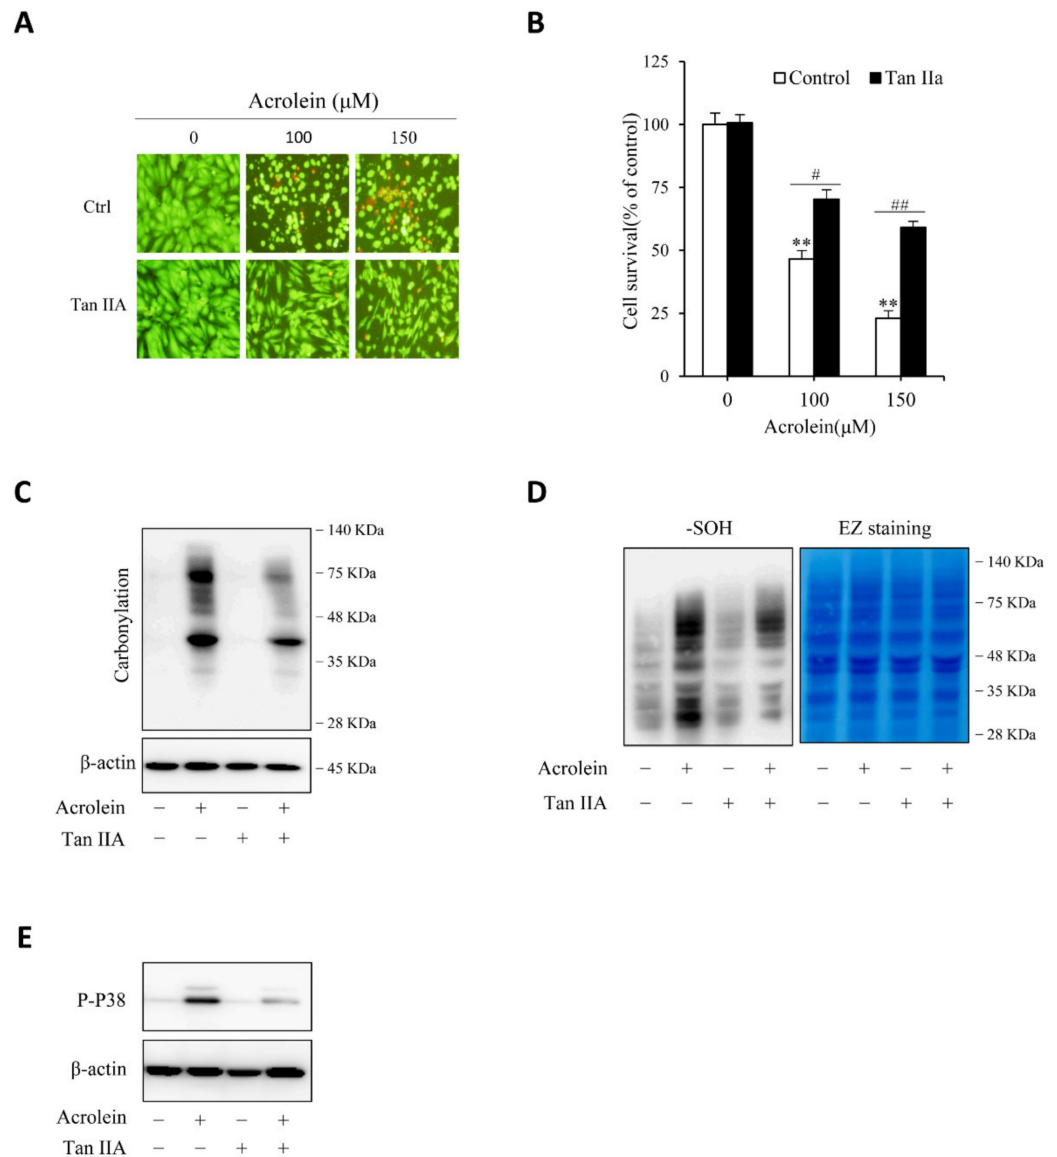 A
Acrolein (μM)
0 100 150
Ctrl
Tan IIA
B
125
100
75
50
25
0
Cell survival(% of control)
Control Tan IIa
** # ** ##
0 100 150
Acrolein(μM)
C
Carbonylation
– 140 KDa
– 75 KDa
– 48 KDa
– 35 KDa
– 28 KDa
β-actin – 45 KDa
Acrolein – + – +
Tan IIA – – + +
D
-SOH EZ staining
– 140 KDa
– 75 KDa
– 48 KDa
– 35 KDa
– 28 KDa
Acrolein – + – + – + – +
Tan IIA – – + + – – + +
E
P-P38
β-actin
Acrolein – + – +
Tan IIA – – + +